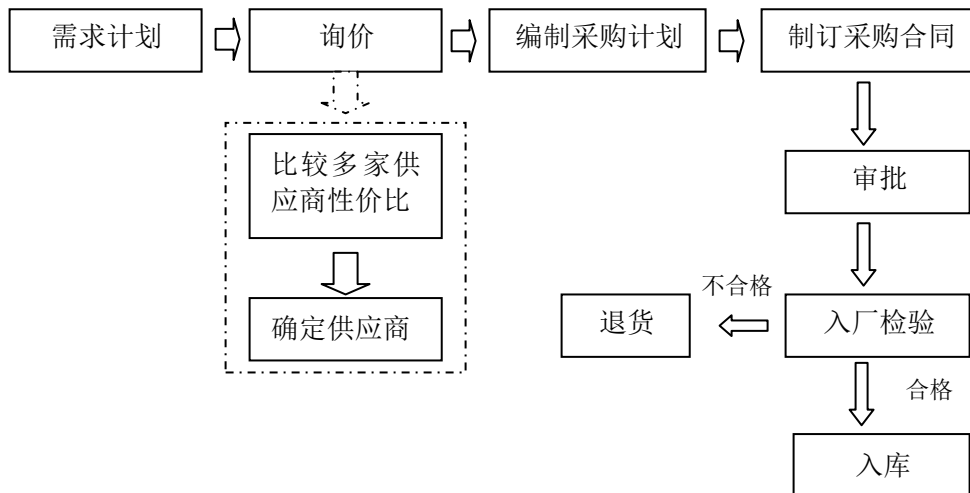 需求计划
询价
编制采购计划
制订采购合同
比较多家供
应商性价比
审批
确定供应商
不合格
退货
入厂检验
合格
入库